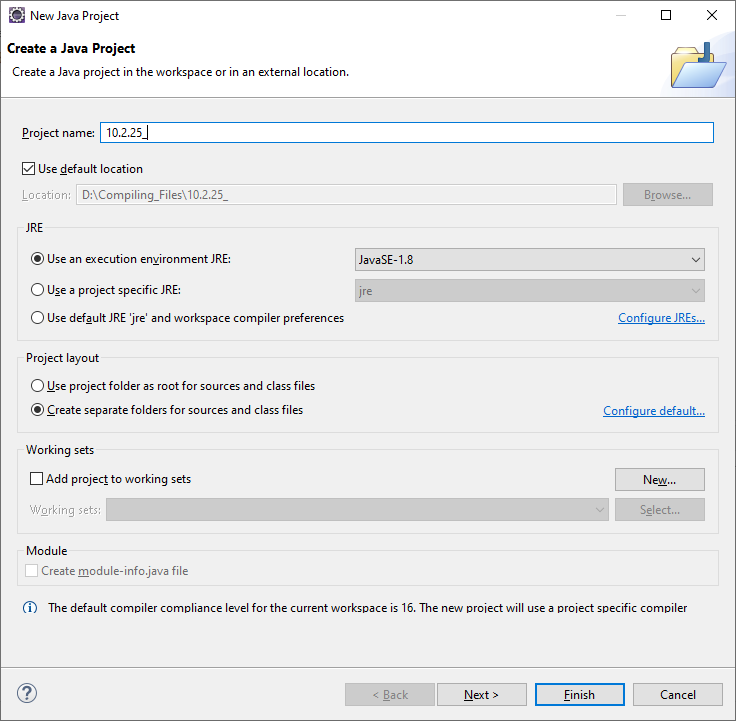 New Java Project
Create a Java Project
Create a Java project in the workspace or in an external location.
Project name: 10.2.25_
Use default location
Location: D:\Compiling_Files\10.2.25_ Browse...
JRE
Use an execution environment JRE: JavaSE-1.8
Use a project specific JRE: jre
Use default JRE 'jre' and workspace compiler preferences Configure JREs...
Project layout
Use project folder as root for sources and class files
Create separate folders for sources and class files Configure default...
Working sets
Add project to working sets New...
Working sets: Select...
Module
Create module-info.java file
The default compiler compliance level for the current workspace is 16. The new project will use a project specific compiler
< Back Next > Finish Cancel